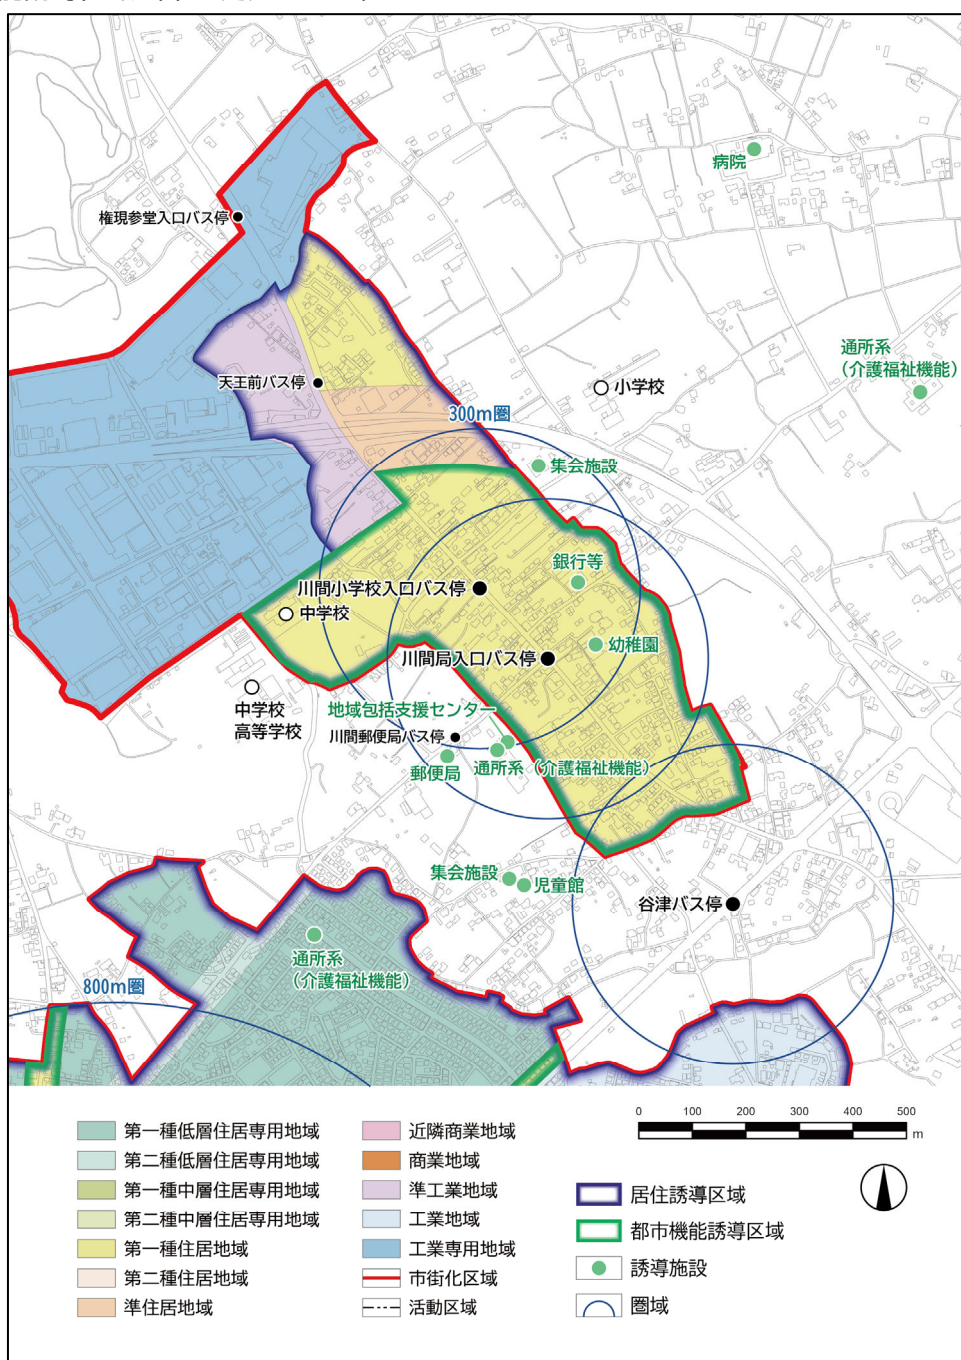 病院
権現参堂入口バス停
通所系
（介護福祉機能）
天王前バス停
小学校
300m圏
集会施設
銀行等
川間小学校入口バス停
中学校
幼稚園
川間局入口バス停
中学校
高等学校
地域包括支援センター
川間郵便局バス停
郵便局
通所系（介護福祉機能）
集会施設
児童館
谷津バス停
通所系
（介護福祉機能）
800m圏
第一種低層住居専用地域
第二種低層住居専用地域
第一種中層住居専用地域
第二種中層住居専用地域
第一種住居地域
第二種住居地域
準住居地域
近隣商業地域
商業地域
準工業地域
工業地域
工業専用地域
市街化区域
活動区域
0 100 200 300 400 500
m
居住誘導区域
都市機能誘導区域
誘導施設
圏域